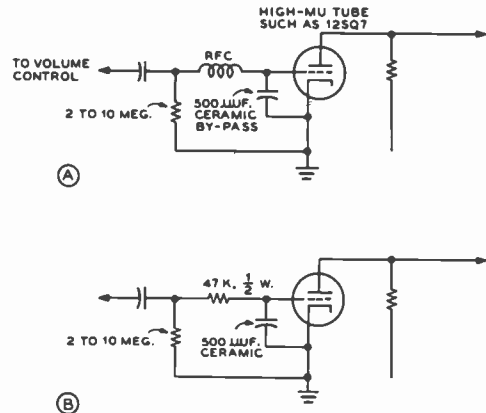 HIGH-MU TUBE
SUCH AS 12SQ7
TO VOLUME
CONTROL
RFC
2 TO 10 MEG.
500 µµF.
CERAMIC
BY-PASS
A
47 K, 1/2 W.
2 TO 10 MEG.
500 µµF.
CERAMIC
B